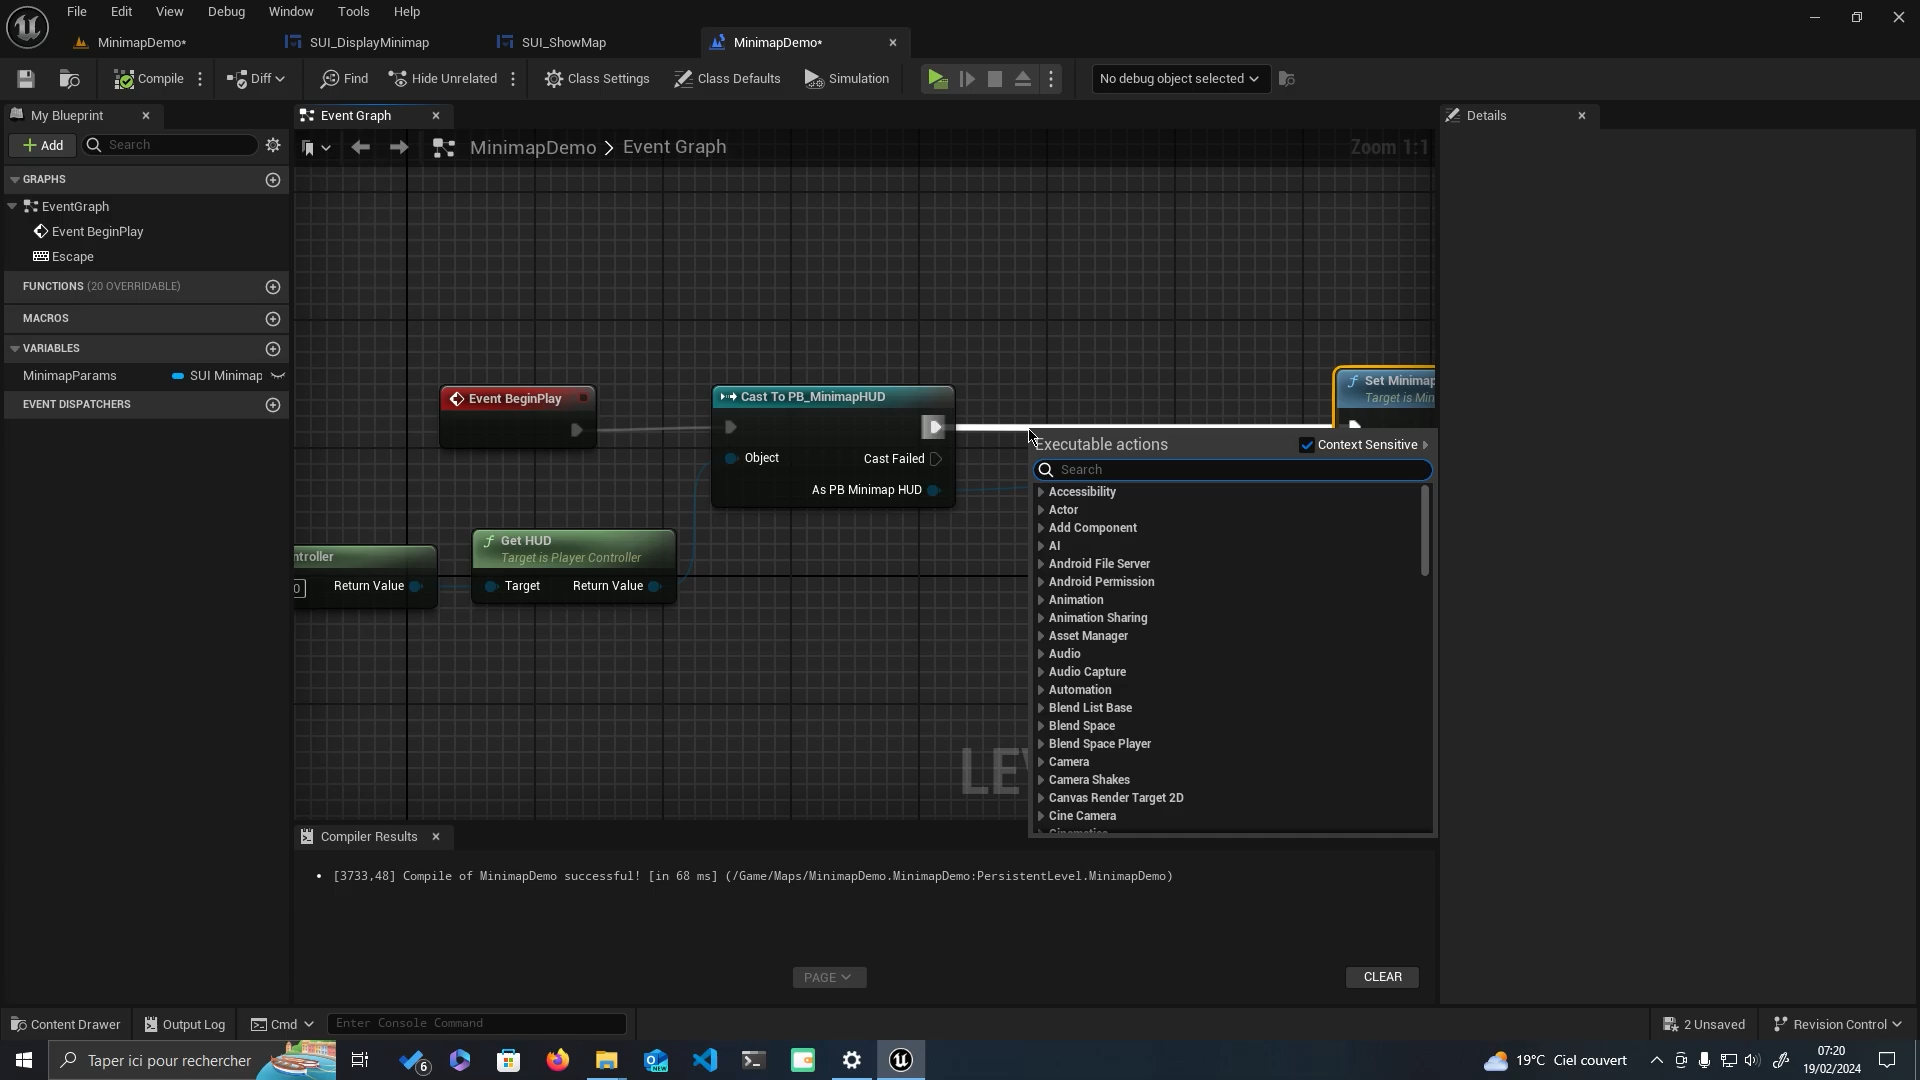 File Edit View Debug Window Tools Help
MinimapDemo* SUI_DisplayMinimap SUI_ShowMap MinimapDemo*
Compile Diff Find Hide Unrelated Class Settings Class Defaults Simulation No debug object selected
My Blueprint Event Graph Details
Add Search MinimapDemo > Event Graph Zoom 1:1
GRAPHS
EventGraph
Event BeginPlay
Escape
FUNCTIONS (20 OVERRIDABLE)
MACROS
VARIABLES
MinimapParams SUI Minimap
EVENT DISPATCHERS
Event BeginPlay
Cast To PB_MinimapHUD
Object
Cast Failed
As PB Minimap HUD
Set Minimap
Target is Min
ntroller
0 Return Value
Get HUD
Target is Player Controller
Target Return Value
LEV
Executable actions Context Sensitive
Search
Accessibility
Actor
Add Component
AI
Android File Server
Android Permission
Animation
Animation Sharing
Asset Manager
Audio
Audio Capture
Automation
Blend List Base
Blend Space
Blend Space Player
Camera
Camera Shakes
Canvas Render Target 2D
Cine Camera
Cinematics
Compiler Results
[3733,48] Compile of MinimapDemo successful! [in 68 ms] (/Game/Maps/MinimapDemo.MinimapDemo:PersistentLevel.MinimapDemo)
PAGE CLEAR
Content Drawer Output Log Cmd Enter Console Command 2 Unsaved Revision Control
Taper ici pour rechercher 6 NEW 19°C Ciel couvert 07:20
19/02/2024